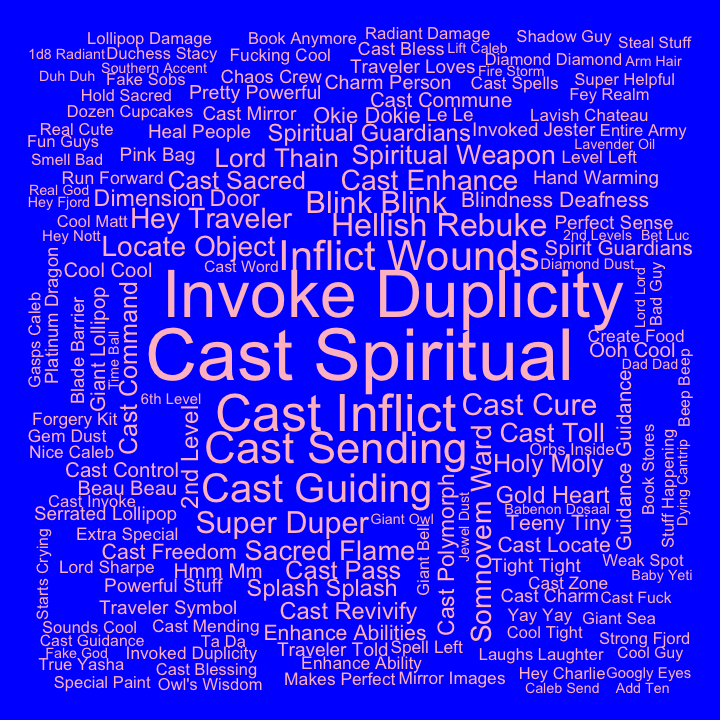 Lollipop Damage
Book Anymore
Radiant Damage
Shadow Guy
Steal Stuff
1d8 Radiant
Duchess Stacy
Fucking Cool
Cast Bless
Lift Caleb
Diamond Diamond
Arm Hair
Southern Accent
Duh Duh
Fake Sobs
Chaos Crew
Traveler Loves
Fire Storm
Super Helpful
Hold Sacred
Pretty Powerful
Charm Person
Cast Spells
Fey Realm
Dozen Cupcakes
Cast Mirror
Cast Commune
Okie Dokie
Le Le
Lavish Chateau
Real Cute
Heal People
Spiritual Guardians
Invoked Jester
Entire Army
Fun Guys
Lavender Oil
Smell Bad
Pink Bag
Lord Thain
Spiritual Weapon
Level Left
Run Forward
Cast Sacred
Cast Enhance
Hand Warming
Real God
Hey Fjord
Dimension Door
Blink Blink
Blindness Deafness
Cool Matt
Hey Traveler
Hellish Rebuke
Perfect Sense
Hey Nott
Locate Object
Inflict Wounds
2nd Levels
Bet Luc
Spirit Guardians
Cool Cool
Cast Word
Diamond Dust
Platinum Dragon
Gasps Caleb
Blade Barrier
Giant Lollipop
Time Ball
Cast Command
Invoke Duplicity
Lord Lord
Bad Guy
Cast Spiritual
Create Food
Ooh Cool
Dad Dad
Beep Beep
6th Level
Cast Inflict
Cast Cure
Forgery Kit
Gem Dust
2nd Level
Cast Sending
Cast Toll
Guidance Guidance
Nice Caleb
Orbs Inside
Book Stores
Stuff Happening
Dying Cantrip
Cast Control
Holy Moly
Beau Beau
Cast Guiding
Cast Polymorph
Somnovem Ward
Gold Heart
Cast Invoke
Serrated Lollipop
Super Duper
Giant Owl
Jewel Dust
Babenon Dosaal
Teeny Tiny
Extra Special
Starts Crying
Cast Freedom
Sacred Flame
Giant Bell
Cast Locate
Lord Sharpe
Hmm Mm
Cast Pass
Tight Tight
Weak Spot
Baby Yeti
Powerful Stuff
Splash Splash
Cast Zone
Traveler Symbol
Cast Revivify
Cast Charm
Cast Fuck
Sounds Cool
Cast Mending
Enhance Abilities
Yay Yay
Giant Sea
Cast Guidance
Ta Da
Cool Tight
Strong Fjord
Fake God
Invoked Duplicity
Traveler Told
Spell Left
Laughs Laughter
Cool Guy
True Yasha
Cast Blessing
Enhance Ability
Hey Charlie
Googly Eyes
Special Paint
Owl's Wisdom
Makes Perfect
Mirror Images
Caleb Send
Add Ten